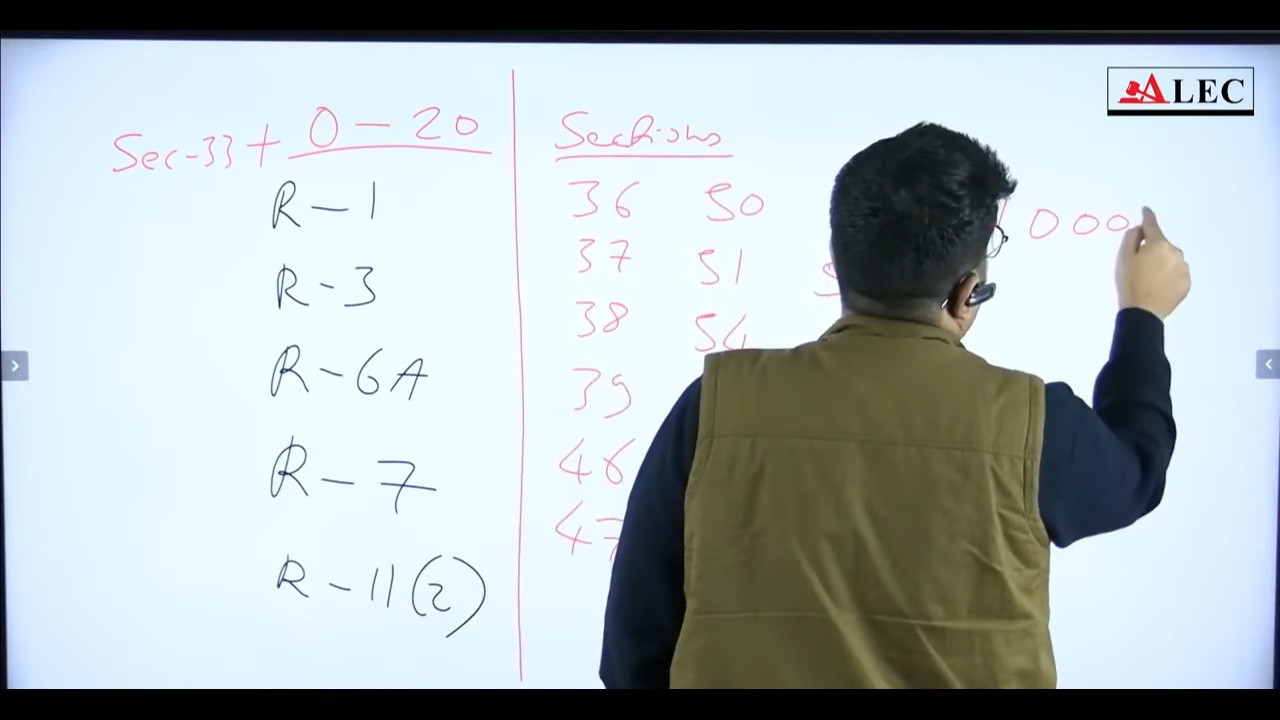 ALEC
Sec-33 + O - 20
R - 1
R - 3
R - 6A
R - 7
R - 11(2)
Sections
36 50
37 51
38 54
39
46
47
000